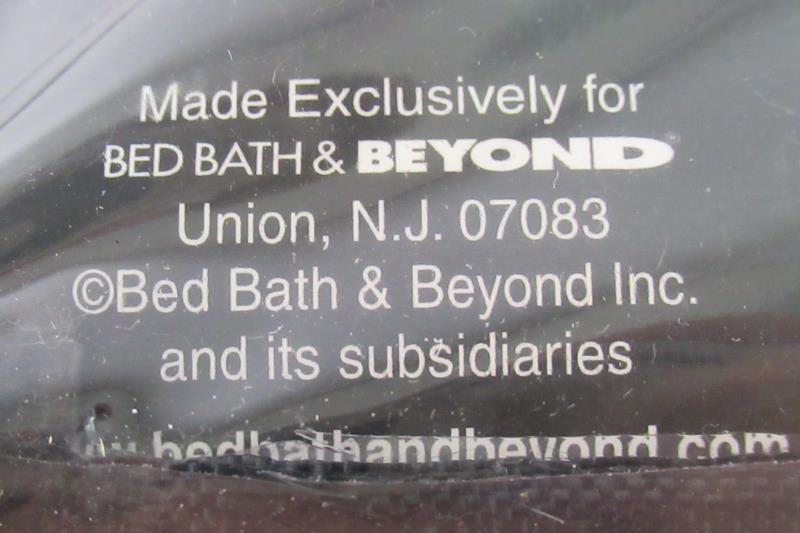 Made Exclusively for
BED BATH & BEYOND
Union, N.J. 07083
©Bed Bath & Beyond Inc.
and its subsidiaries
bedbathandbeyond.com